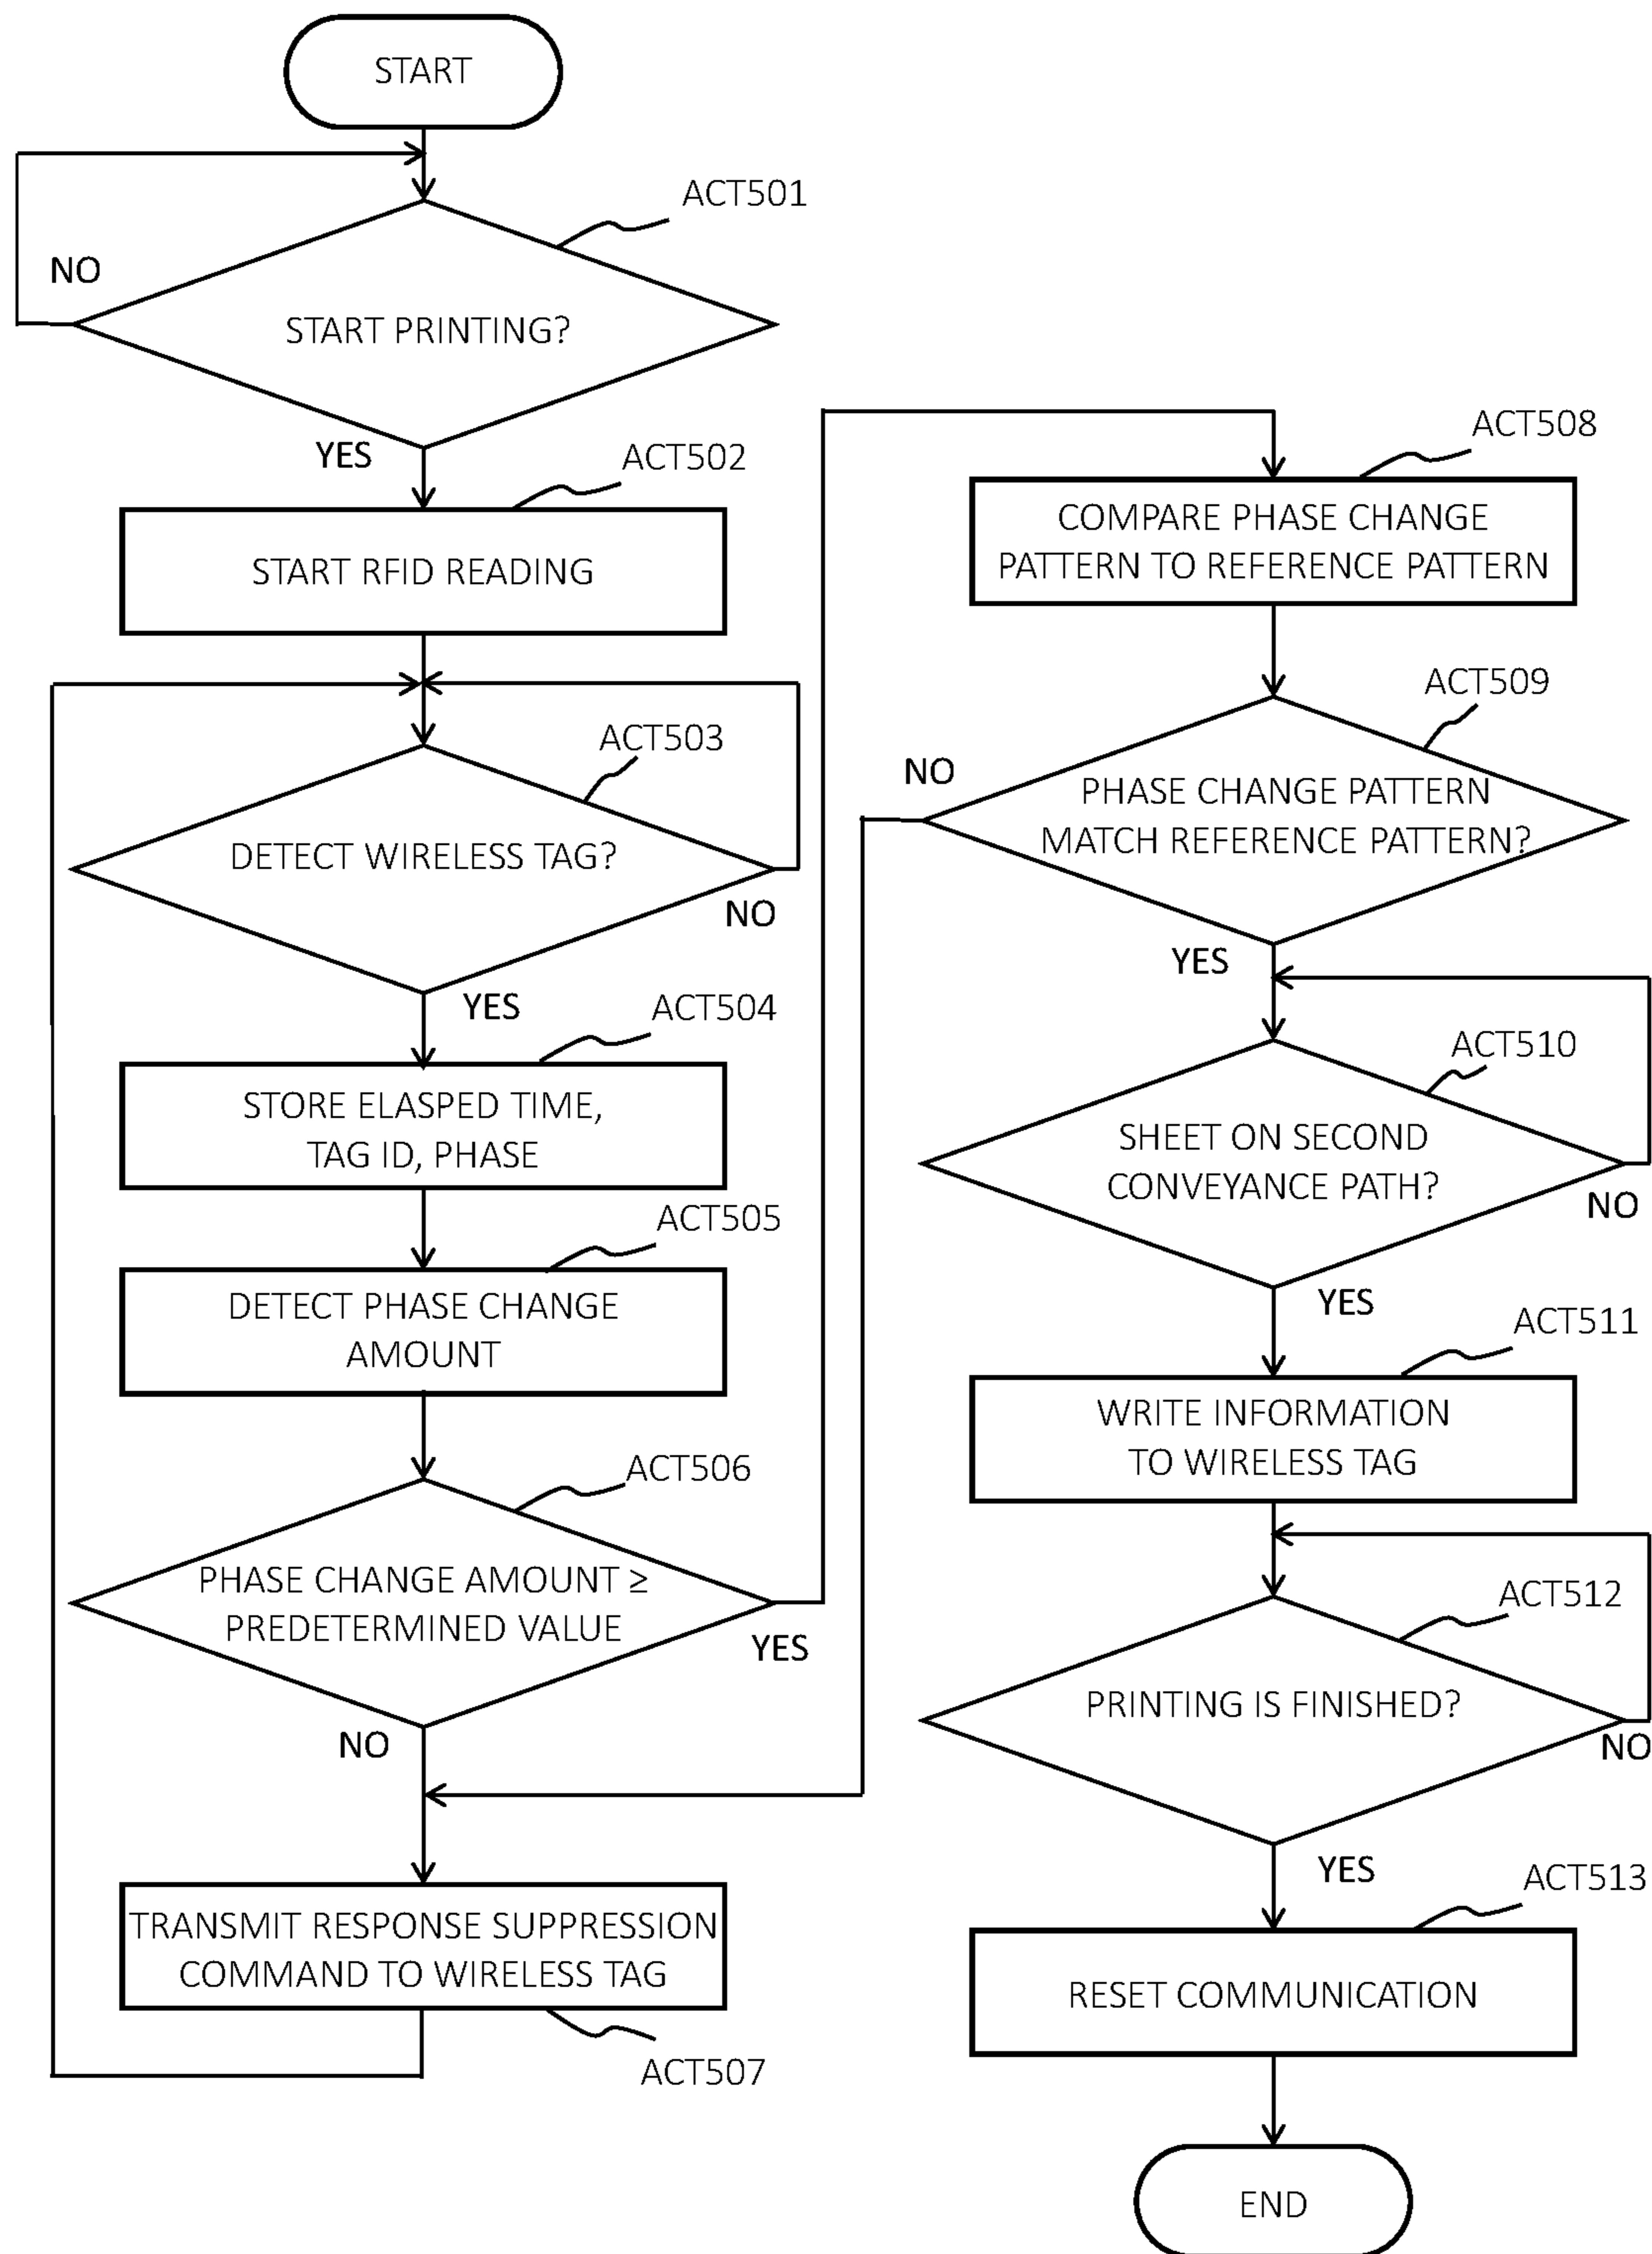 START
ACT501
NO
START PRINTING?
YES
ACT502
START RFID READING
ACT503
DETECT WIRELESS TAG?
NO
YES
ACT504
STORE ELASPED TIME,
TAG ID, PHASE
ACT505
DETECT PHASE CHANGE
AMOUNT
ACT506
PHASE CHANGE AMOUNT ≥
PREDETERMINED VALUE
YES
NO
TRANSMIT RESPONSE SUPPRESSION
COMMAND TO WIRELESS TAG
ACT507
ACT508
COMPARE PHASE CHANGE
PATTERN TO REFERENCE PATTERN
ACT509
NO
PHASE CHANGE PATTERN
MATCH REFERENCE PATTERN?
YES
ACT510
SHEET ON SECOND
CONVEYANCE PATH?
NO
YES
ACT511
WRITE INFORMATION
TO WIRELESS TAG
ACT512
PRINTING IS FINISHED?
NO
YES
ACT513
RESET COMMUNICATION
END